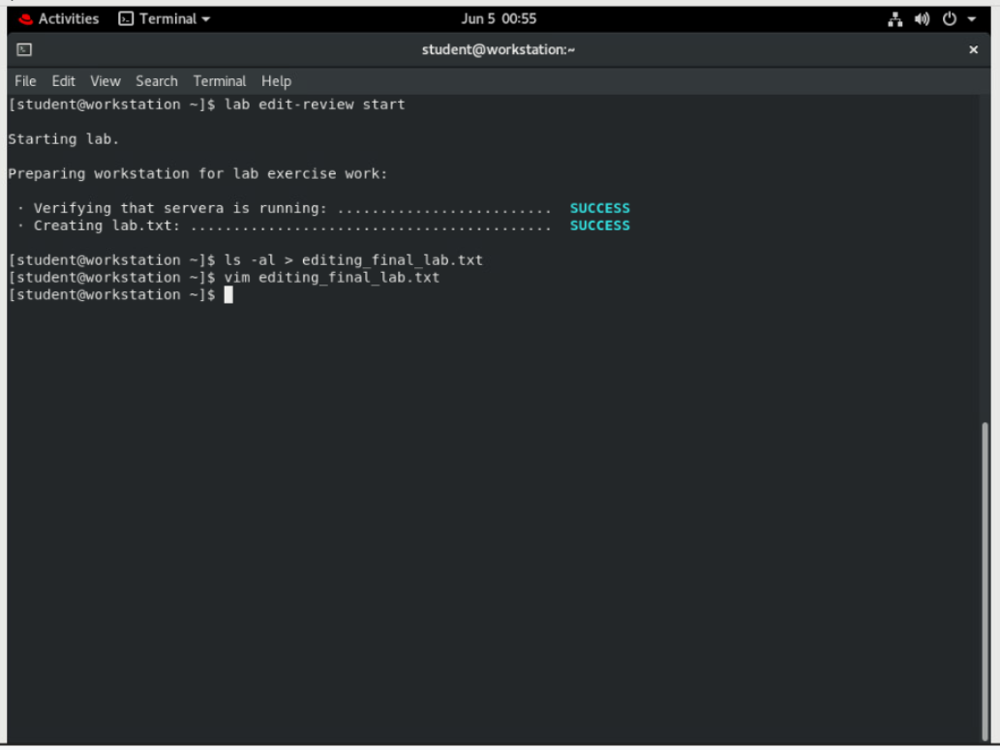 Activities Terminal Jun 5 00:55
student@workstation:~
File Edit View Search Terminal Help
[student@workstation ~]$ lab edit-review start
Starting lab.
Preparing workstation for lab exercise work:
· Verifying that servera is running: ......................... SUCCESS
· Creating lab.txt: .......................................... SUCCESS
[student@workstation ~]$ ls -al > editing_final_lab.txt
[student@workstation ~]$ vim editing_final_lab.txt
[student@workstation ~]$